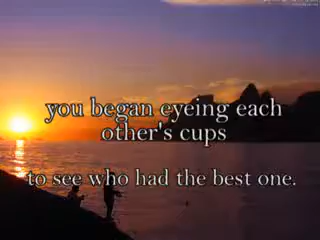 you began eyeing each
other's cups
to see who had the best one.